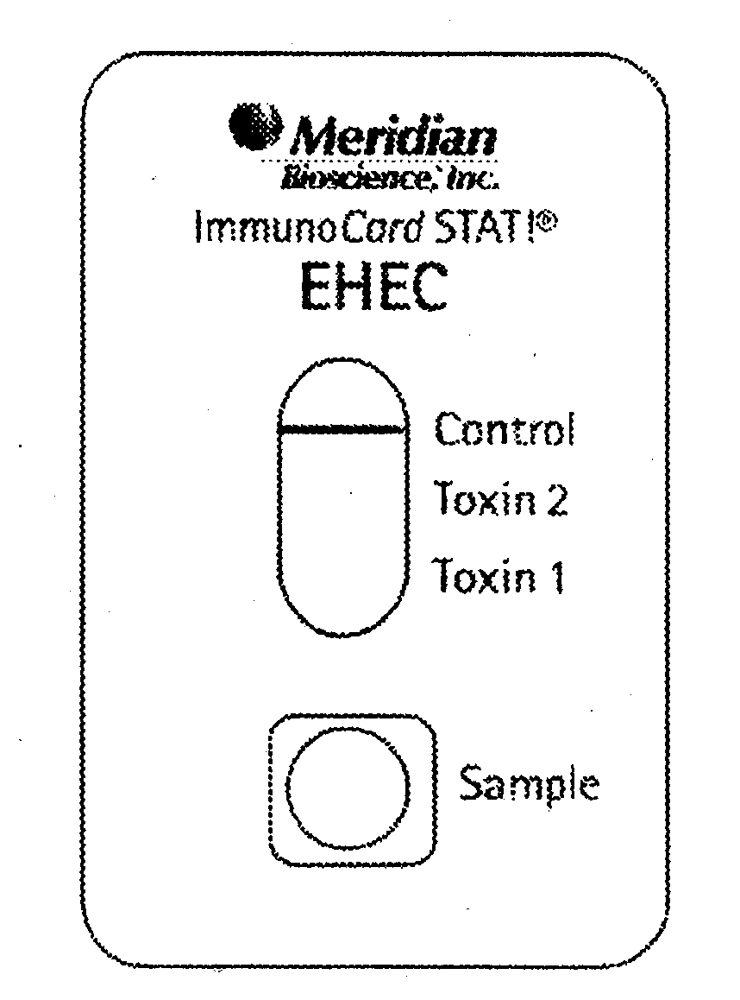 Meridian
Bioscience, Inc.
ImmunoCard STAT!®
EHEC
Control
Toxin 2
Toxin 1
Sample